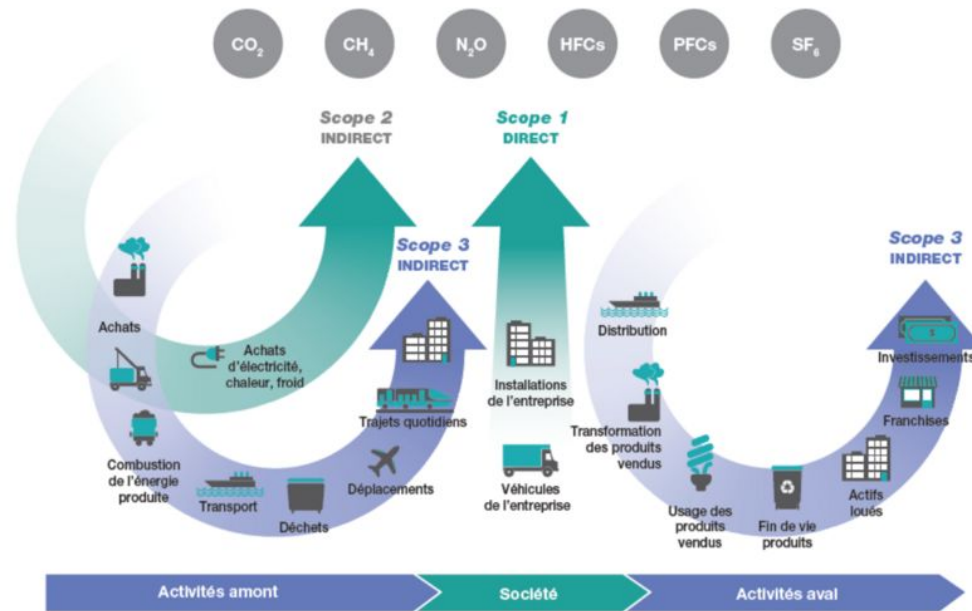 CO₂
CH₄
N₂O
HFCs
PFCs
SF₆
Scope 2
INDIRECT
Scope 1
DIRECT
Scope 3
INDIRECT
Scope 3
INDIRECT
Achats
Achats
d'électricité,
chaleur, froid
Combustion
de l'énergie
produite
Transport
Déchets
Déplacements
Trajets quotidiens
Installations
de l'entreprise
Véhicules
de l'entreprise
Distribution
Transformation
des produits
vendus
Usage des
produits
vendus
Fin de vie
produits
Actifs
loués
Franchises
Investissements
Activités amont
Société
Activités aval